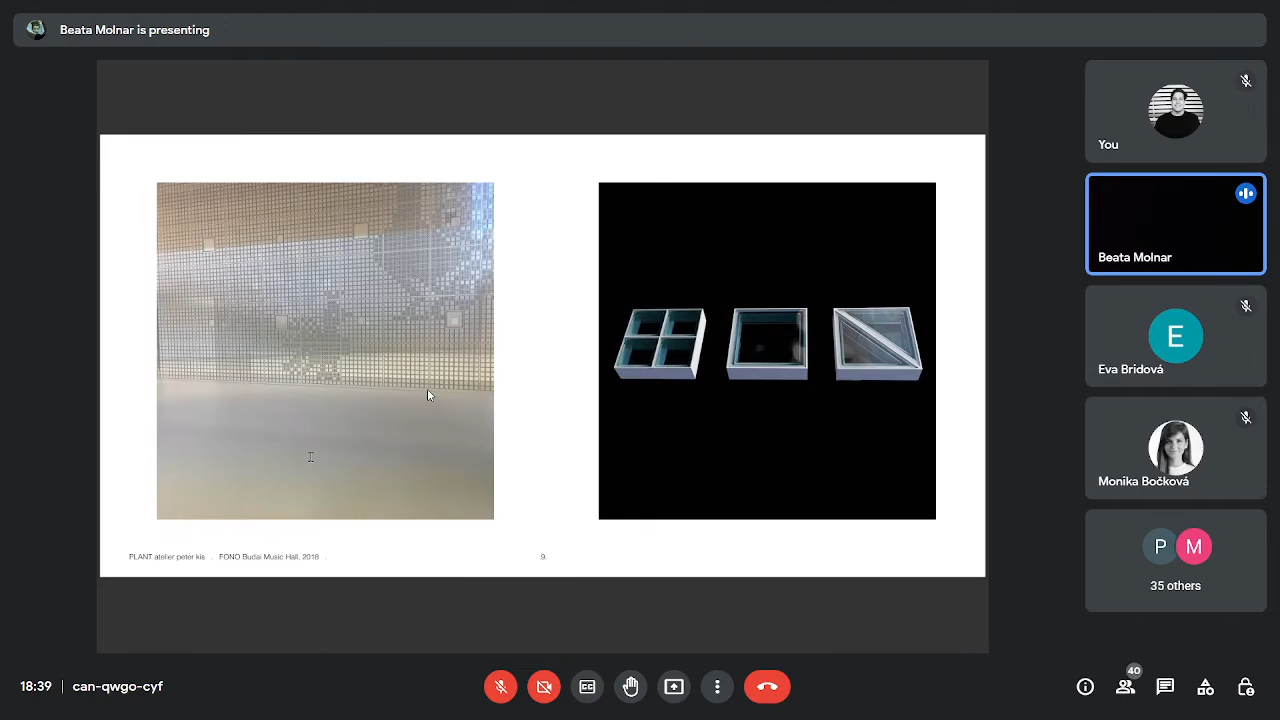 Beata Molnar is presenting
You
Beata Molnar
E
Eva Bridová
Monika Bočková
P M
35 others
PLANT atelier peter kis . FONO Budai Music Hall, 2018 .
.9.
18:39 | can-qwgo-cyf
CC
40